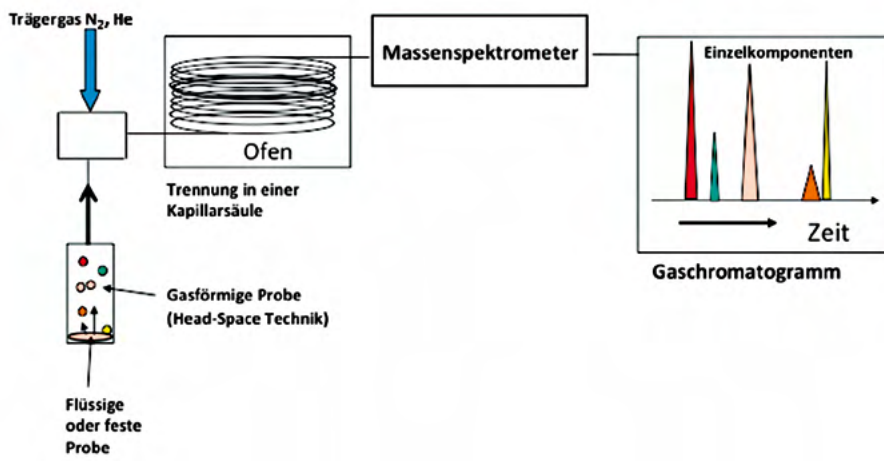 Trägergas N₂, He
Massenspektrometer
Einzelkomponenten
Ofen
Zeit
Trennung in einer
Kapillarsäule
Gaschromatogramm
Gasförmige Probe
(Head-Space Technik)
Flüssige
oder feste
Probe